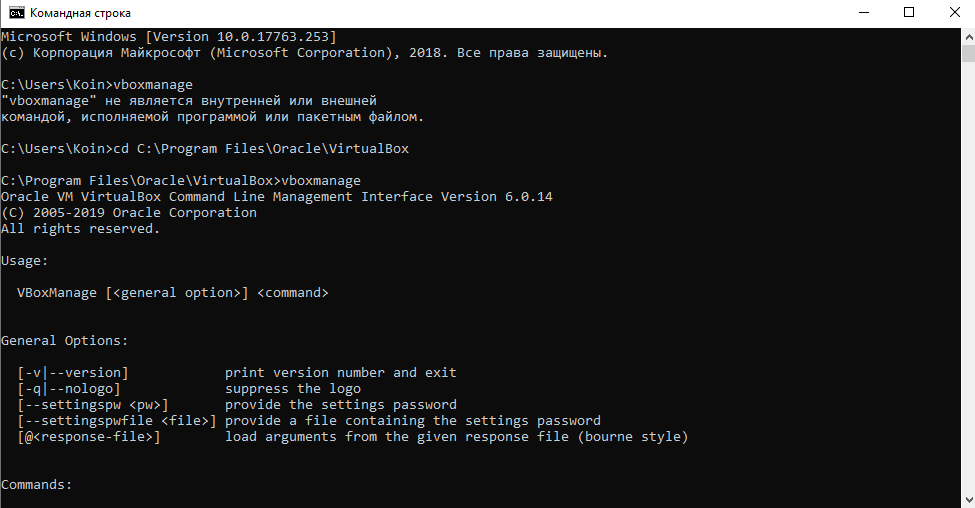 Командная строка
Microsoft Windows [Version 10.0.17763.253]
(c) Корпорация Майкрософт (Microsoft Corporation), 2018. Все права защищены.
C:\Users\Koin>vboxmanage
"vboxmanage" не является внутренней или внешней
командой, исполняемой программой или пакетным файлом.
C:\Users\Koin>cd C:\Program Files\Oracle\VirtualBox
C:\Program Files\Oracle\VirtualBox>vboxmanage
Oracle VM VirtualBox Command Line Management Interface Version 6.0.14
(C) 2005-2019 Oracle Corporation
All rights reserved.
Usage:
VBoxManage [<general option>] <command>
General Options:
[-v|--version] print version number and exit
[-q|--nologo] suppress the logo
[--settingspw <pw>] provide the settings password
[--settingspwfile <file>] provide a file containing the settings password
[@<response-file>] load arguments from the given response file (bourne style)
Commands: